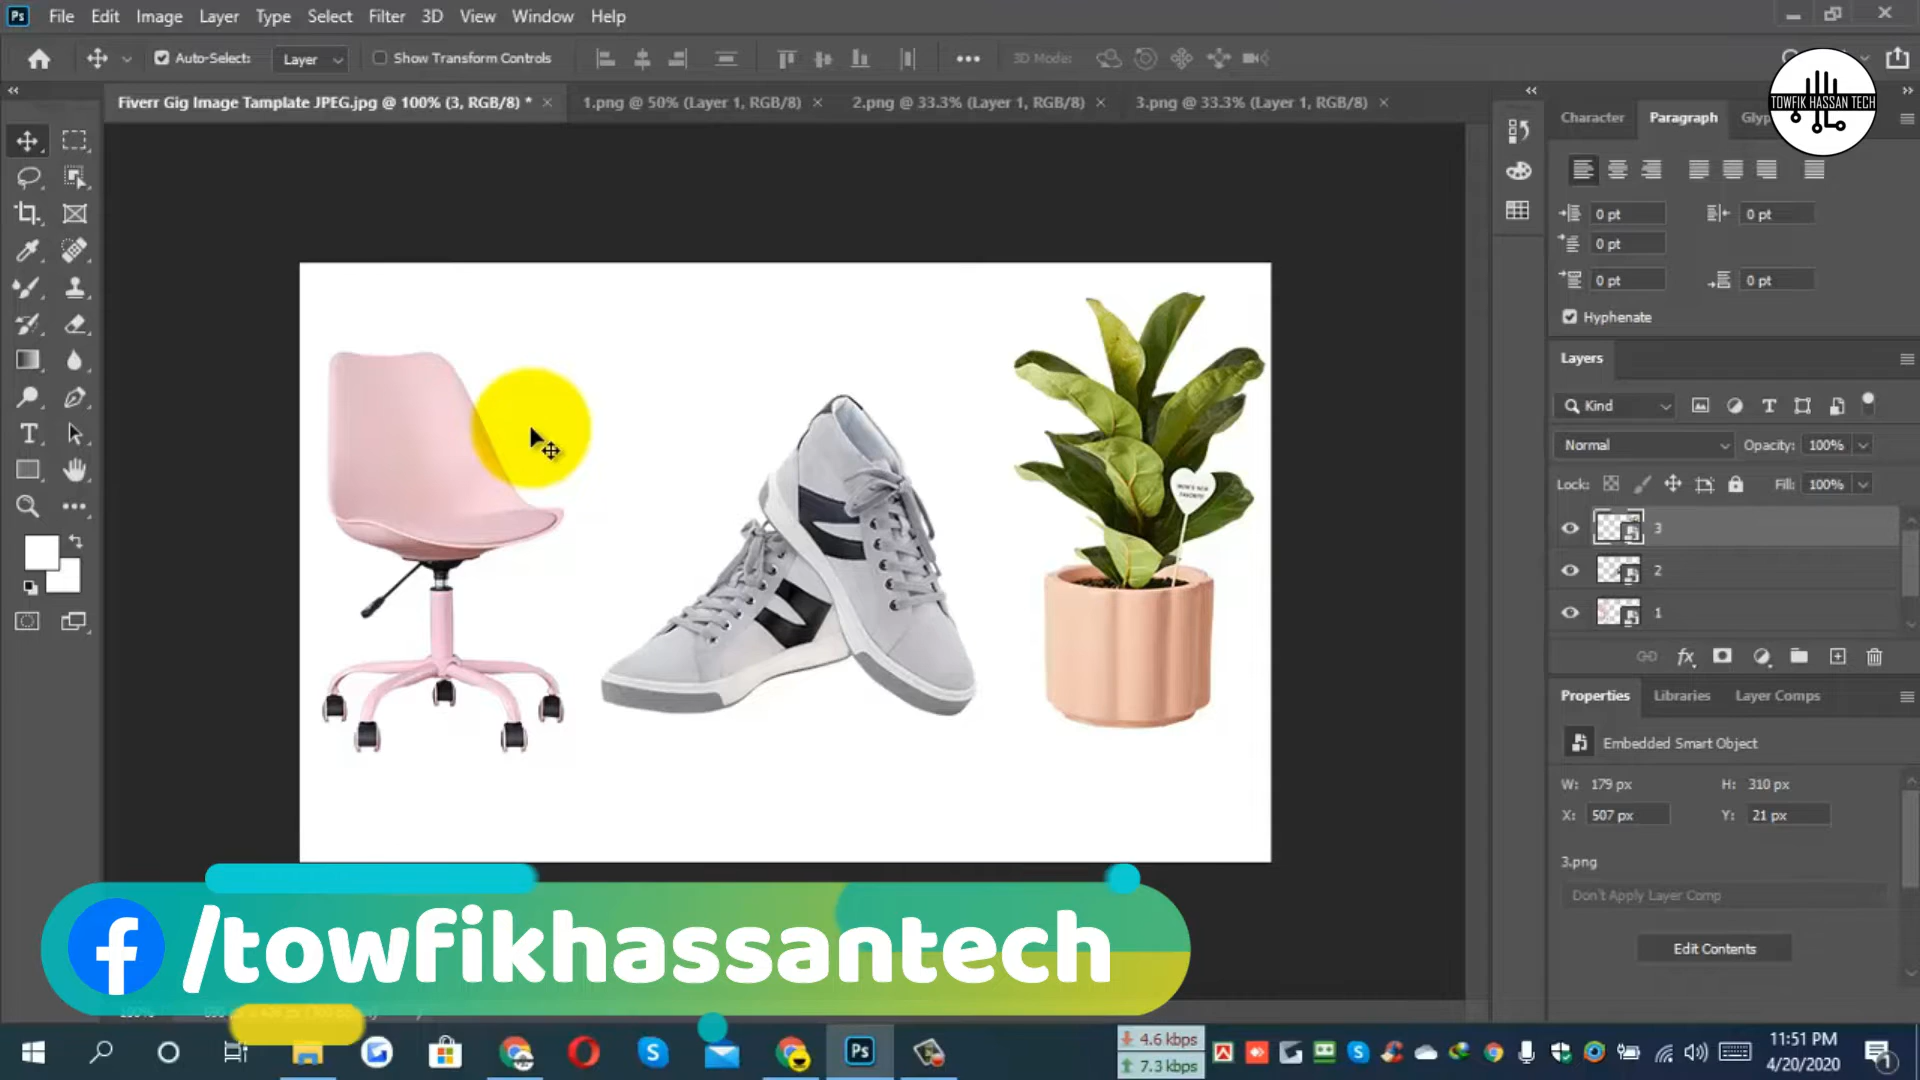 Ps File Edit Image Layer Type Select Filter 3D View Window Help
Auto-Select: Layer Show Transform Controls 3D Mode:
Fiverr Gig Image Tamplate JPEG.jpg @ 100% (3, RGB/8) * 1.png @ 50% (Layer 1, RGB/8) 2.png @ 33.3% (Layer 1, RGB/8) 3.png @ 33.3% (Layer 1, RGB/8)
TOWFIK HASSAN TECH
Character Paragraph Glyp
0 pt 0 pt
0 pt
0 pt 0 pt
Hyphenate
Layers
Kind
Normal Opacity: 100%
Lock: Fill: 100%
3
2
1
fx
Properties Libraries Layer Comps
Embedded Smart Object
W: 179 px H: 310 px
X: 507 px Y: 21 px
3.png
Don't Apply Layer Comp
Edit Contents
/towfikhassantech
4.6 kbps
7.3 kbps
11:51 PM
4/20/2020